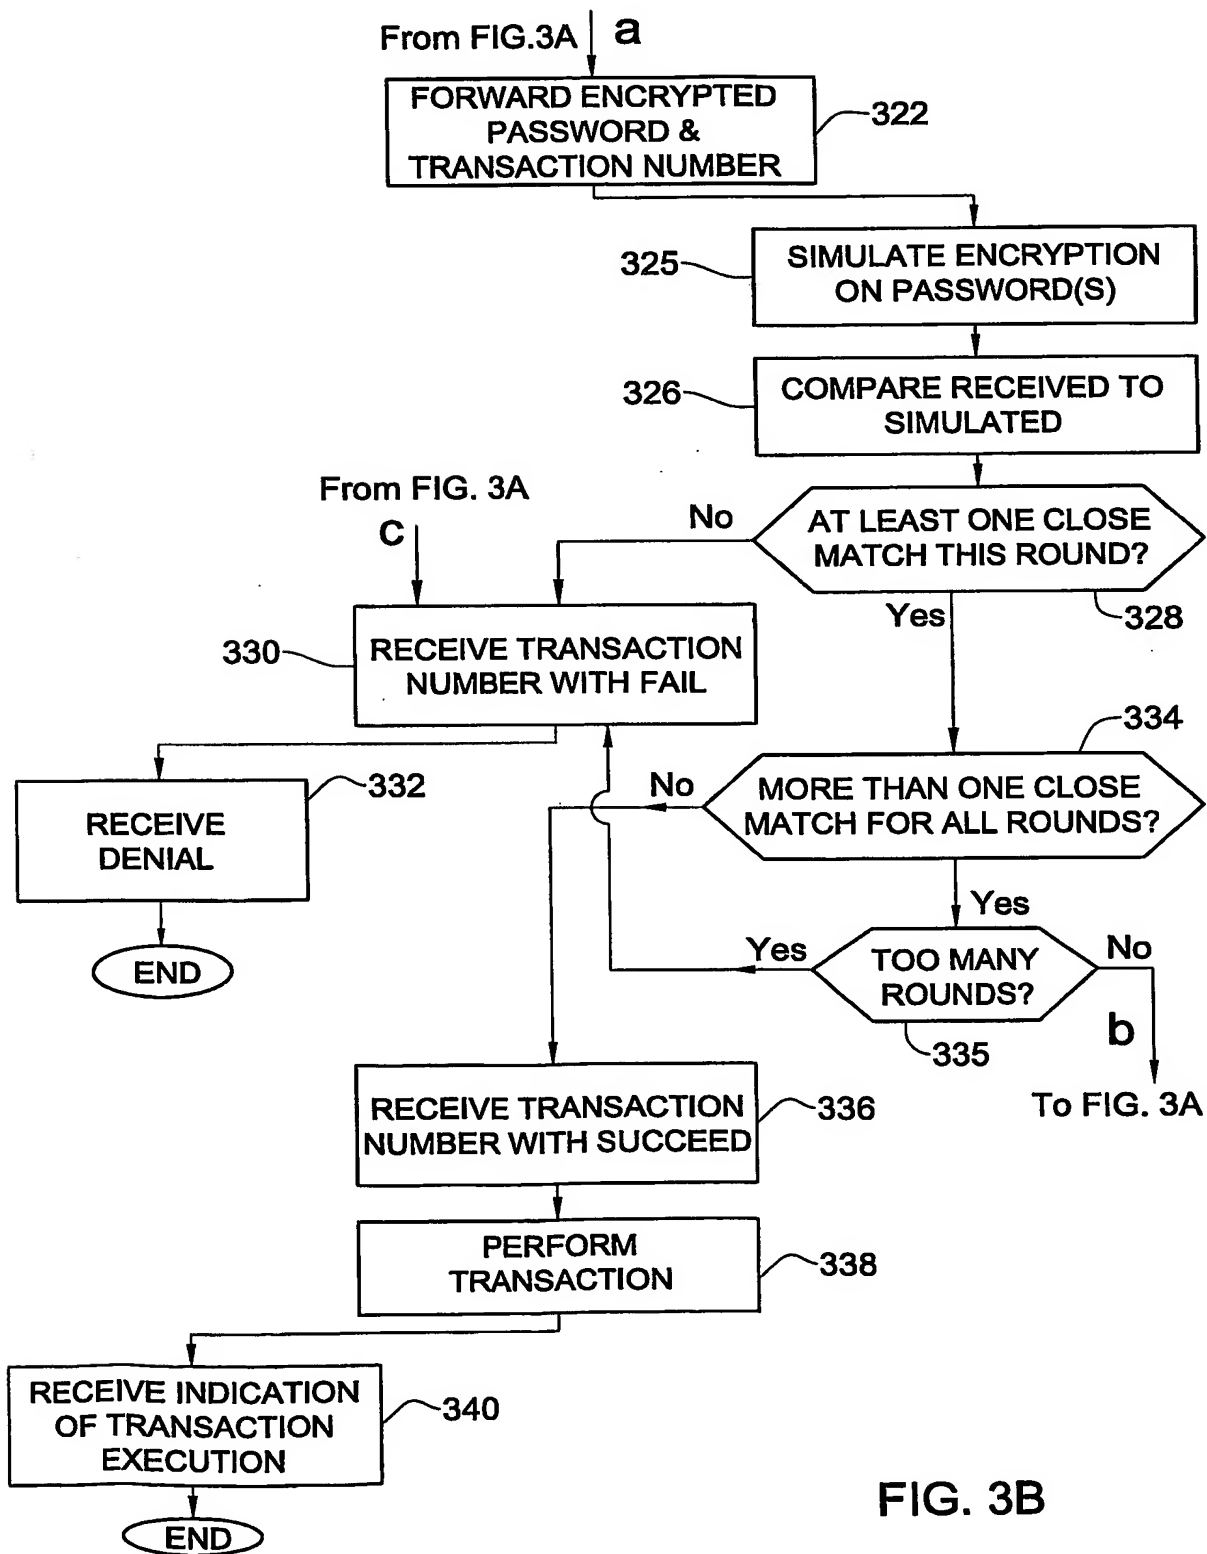 From FIG.3A
a
FORWARD ENCRYPTED
PASSWORD &
TRANSACTION NUMBER
322
325
SIMULATE ENCRYPTION
ON PASSWORD(S)
326
COMPARE RECEIVED TO
SIMULATED
From FIG. 3A
c
No
AT LEAST ONE CLOSE
MATCH THIS ROUND?
328
Yes
330
RECEIVE TRANSACTION
NUMBER WITH FAIL
334
332
RECEIVE
DENIAL
END
No
MORE THAN ONE CLOSE
MATCH FOR ALL ROUNDS?
Yes
Yes
TOO MANY
ROUNDS?
No
335
b
To FIG. 3A
RECEIVE TRANSACTION
NUMBER WITH SUCCEED
336
PERFORM
TRANSACTION
338
RECEIVE INDICATION
OF TRANSACTION
EXECUTION
340
END
FIG. 3B